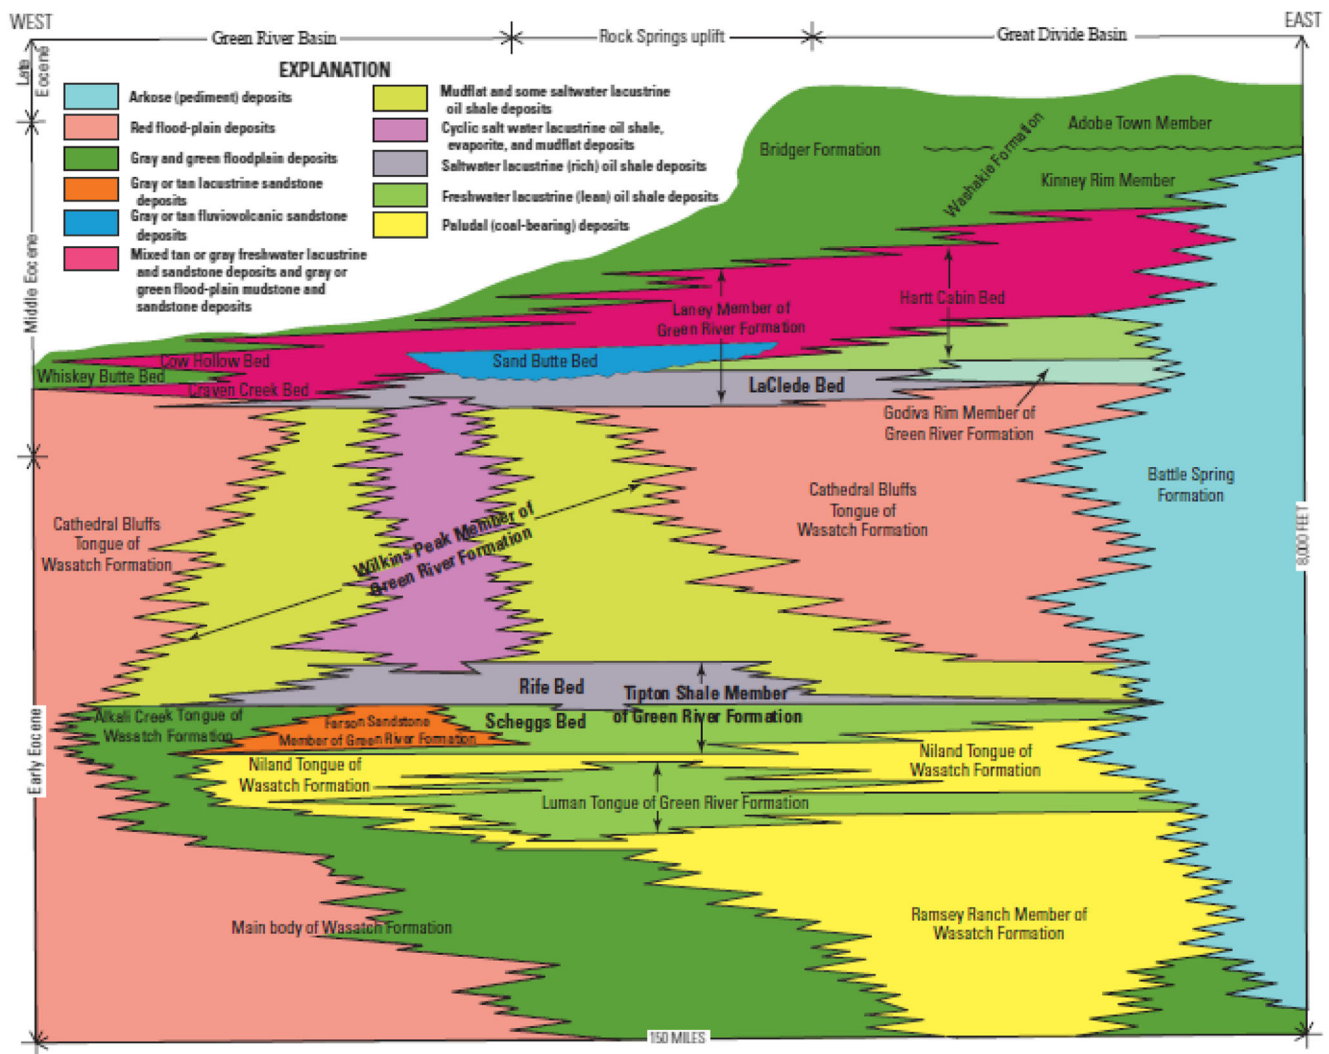 WEST
EAST
Green River Basin
Rock Springs uplift
Great Divide Basin
Late
Eocene
EXPLANATION
Arkose (pediment) deposits
Red flood-plain deposits
Gray and green floodplain deposits
Gray or tan lacustrine sandstone
deposits
Gray or tan fluviovolcanic sandstone
deposits
Mixed tan or gray freshwater lacustrine
and sandstone deposits and gray or
green flood-plain mudstone and
sandstone deposits
Mudflat and some saltwater lacustrine
oil shale deposits
Cyclic salt water lacustrine oil shale,
evaporite, and mudflat deposits
Saltwater lacustrine (rich) oil shale deposits
Freshwater lacustrine (lean) oil shale deposits
Paludal (coal-bearing) deposits
Bridger Formation
Washakie Formation
Adobe Town Member
Kinney Rim Member
Middle Eocene
Laney Member of
Green River Formation
Hartt Cabin Bed
Cow Hollow Bed
Sand Butte Bed
Whiskey Butte Bed
Craven Creek Bed
LaClede Bed
Godiva Rim Member of
Green River Formation
Battle Spring
Formation
Cathedral Bluffs
Tongue of
Wasatch Formation
Wilkins Peak Member of
Green River Formation
Cathedral Bluffs
Tongue of
Wasatch Formation
8,000 FEET
Early Eocene
Rife Bed
Tipton Shale Member
of Green River Formation
Scheggs Bed
Alkali Creek Tongue of
Wasatch Formation
Farson Sandstone
Member of Green River Formation
Niland Tongue of
Wasatch Formation
Niland Tongue of
Wasatch Formation
Luman Tongue of Green River Formation
Main body of Wasatch Formation
Ramsey Ranch Member of
Wasatch Formation
150 MILES